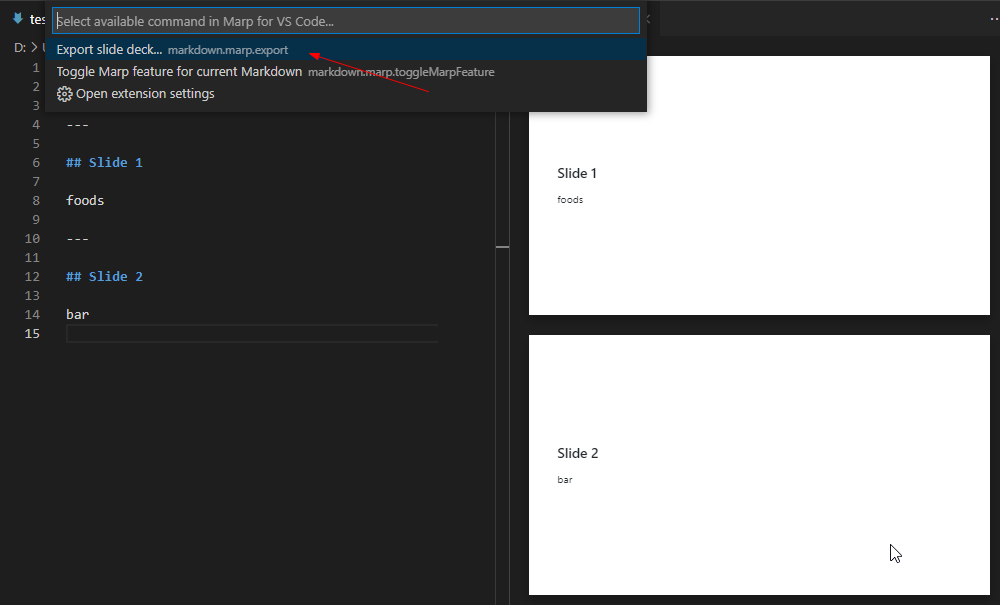 tes
Select available command in Marp for VS Code...
D: > U
Export slide deck... markdown.marp.export
Toggle Marp feature for current Markdown markdown.marp.toggleMarpFeature
Open extension settings
1
2
3
4 ---
5
6 ## Slide 1
7
8 foods
9
10 ---
11
12 ## Slide 2
13
14 bar
15
Slide 1
foods
Slide 2
bar